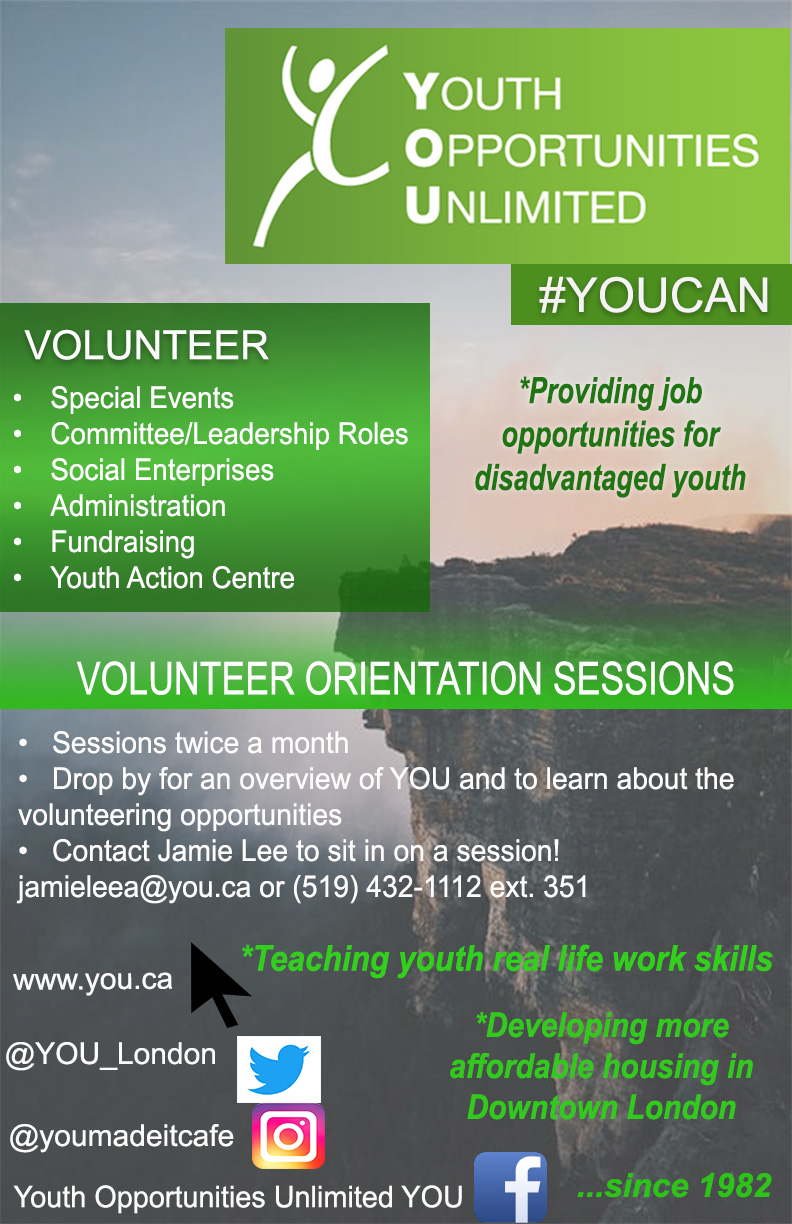 YOUTH
OPPORTUNITIES
UNLIMITED
#YOUCAN
VOLUNTEER
• Special Events
• Committee/Leadership Roles
• Social Enterprises
• Administration
• Fundraising
• Youth Action Centre
*Providing job
opportunities for
disadvantaged youth
VOLUNTEER ORIENTATION SESSIONS
• Sessions twice a month
• Drop by for an overview of YOU and to learn about the
volunteering opportunities
• Contact Jamie Lee to sit in on a session!
jamieleea@you.ca or (519) 432-1112 ext. 351
*Teaching youth real life work skills
www.you.ca
*Developing more
affordable housing in
Downtown London
@YOU_London
@youmadeitcafe
Youth Opportunities Unlimited YOU
f
...since 1982